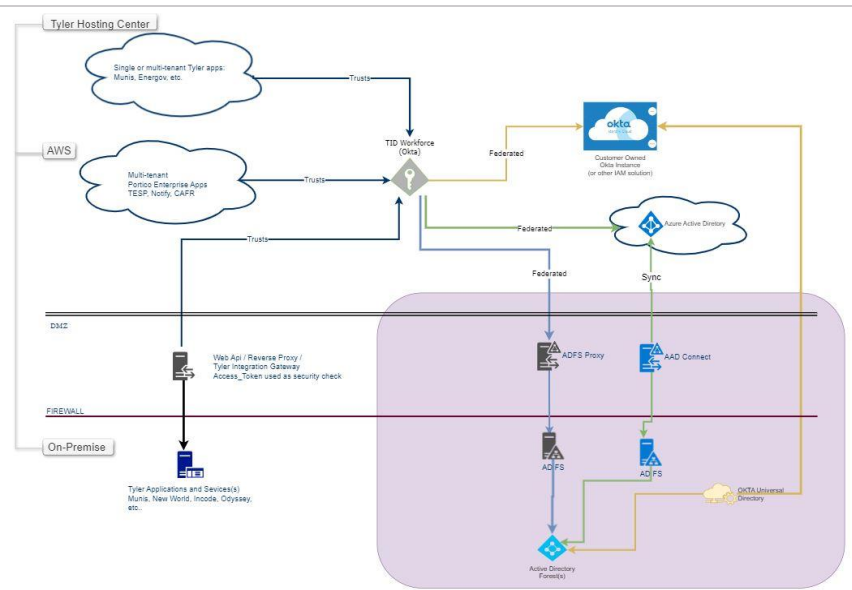 Tyler Hosting Center
Single or multi-tenant Tyler apps:
Munis, Energov, etc.
Trusts
TID Workforce
(Okta)
Federated
okta
Customer Owned
Okta Instance
(or other IAM solution)
AWS
Multi-tenant
Portico Enterprise Apps
TESP, Notify, CAFR
Trusts
Trusts
Federated
Azure Active Diretory
Federated
Sync
DMZ
Web Api / Reverse Proxy /
Tyler Integration Gateway
Access_Token used as security check
ADFS Proxy
AAD Connect
FIREWALL
On-Premise
Tyler Applications and Sevices(s)
Munis, New World, Incode, Odyssey,
etc..
AD FS
AD FS
OKTA Universal
Directory
Active Directory
Forest(s)